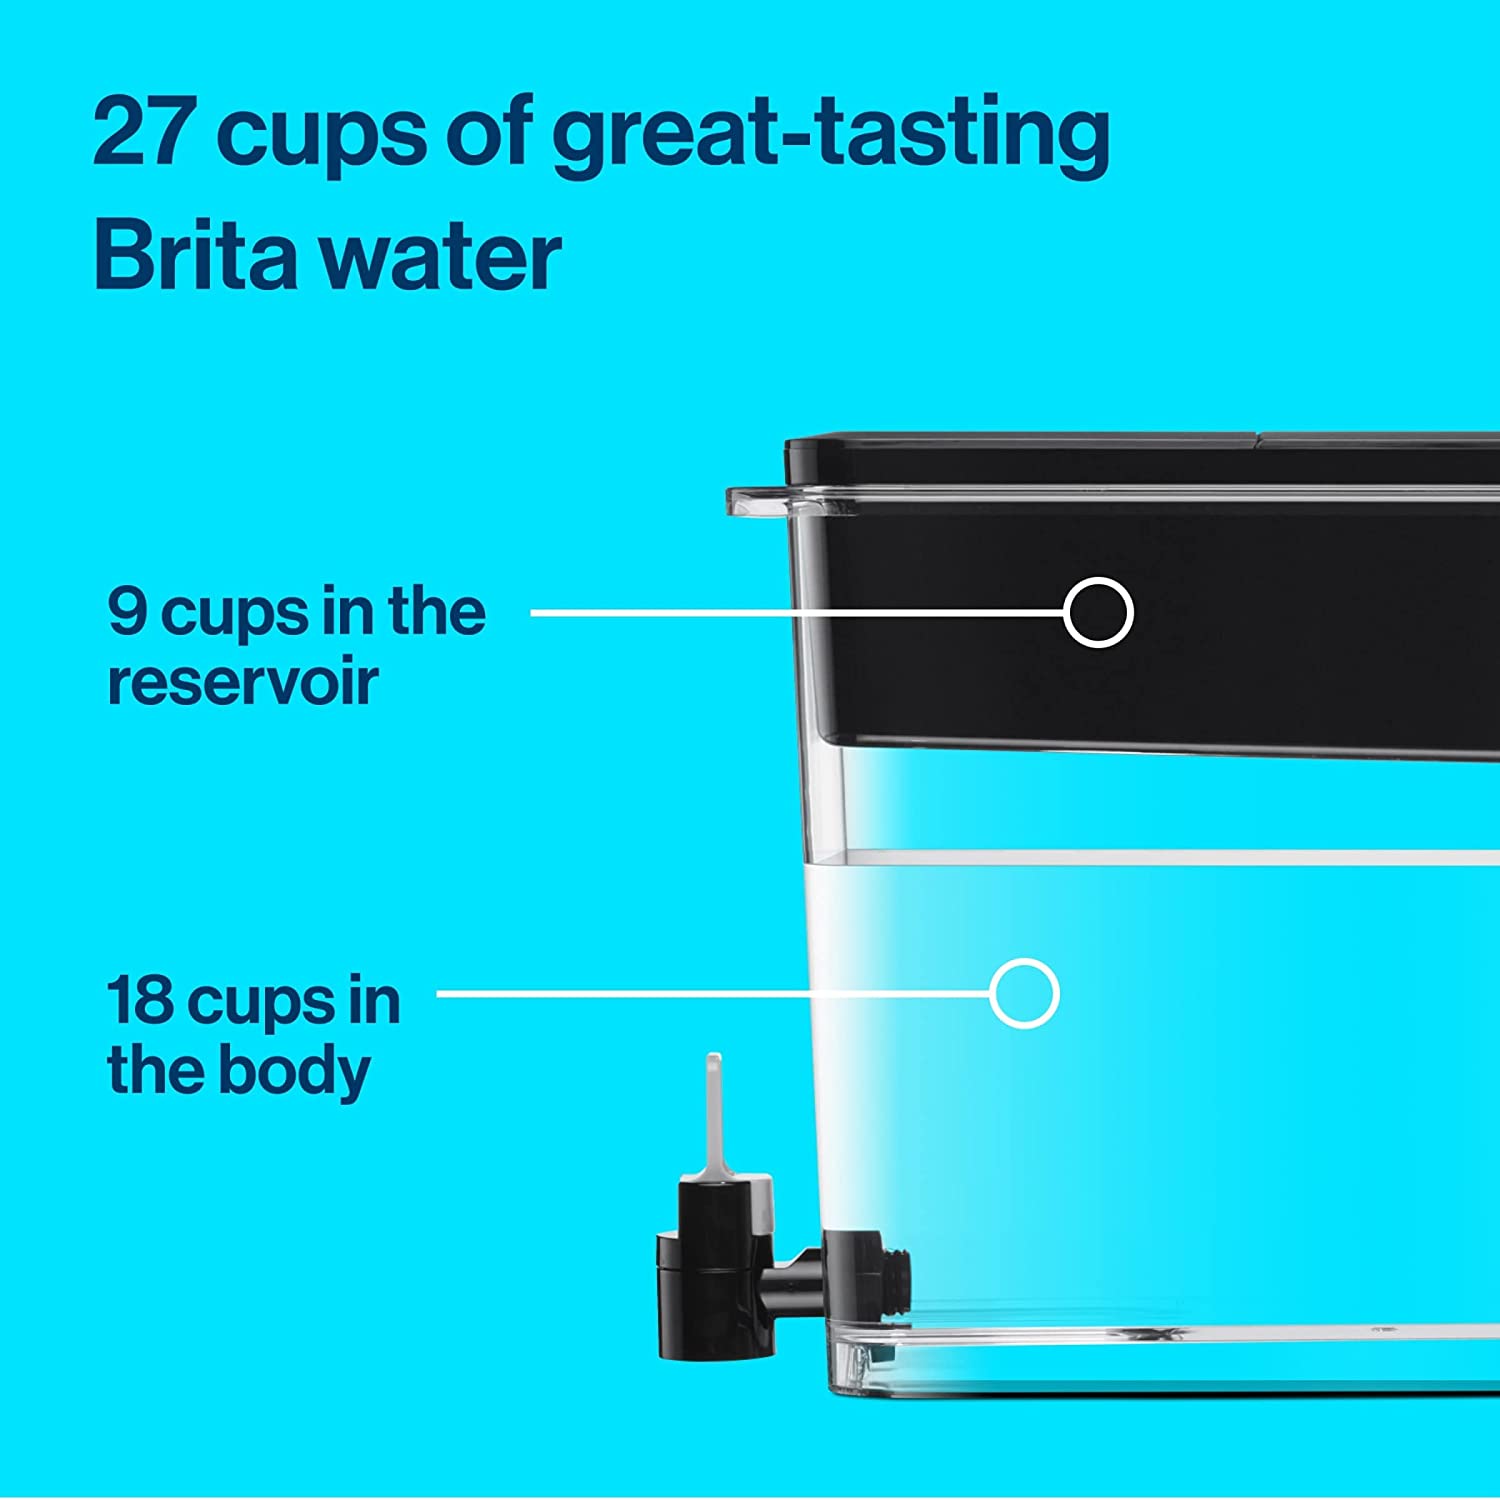 27 cups of great-tasting
Brita water
9 cups in the
reservoir
18 cups in
the body